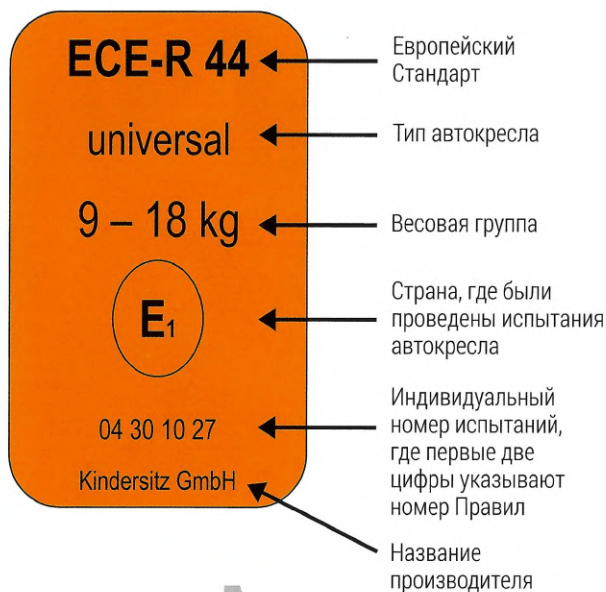 ECE-R 44
Европейский
Стандарт
universal
Тип автокресла
9 – 18 kg
Весовая группа
E1
Страна, где были
проведены испытания
автокресла
04 30 10 27
Индивидуальный
номер испытаний,
где первые две
цифры указывают
номер Правил
Kindersitz GmbH
Название
производителя